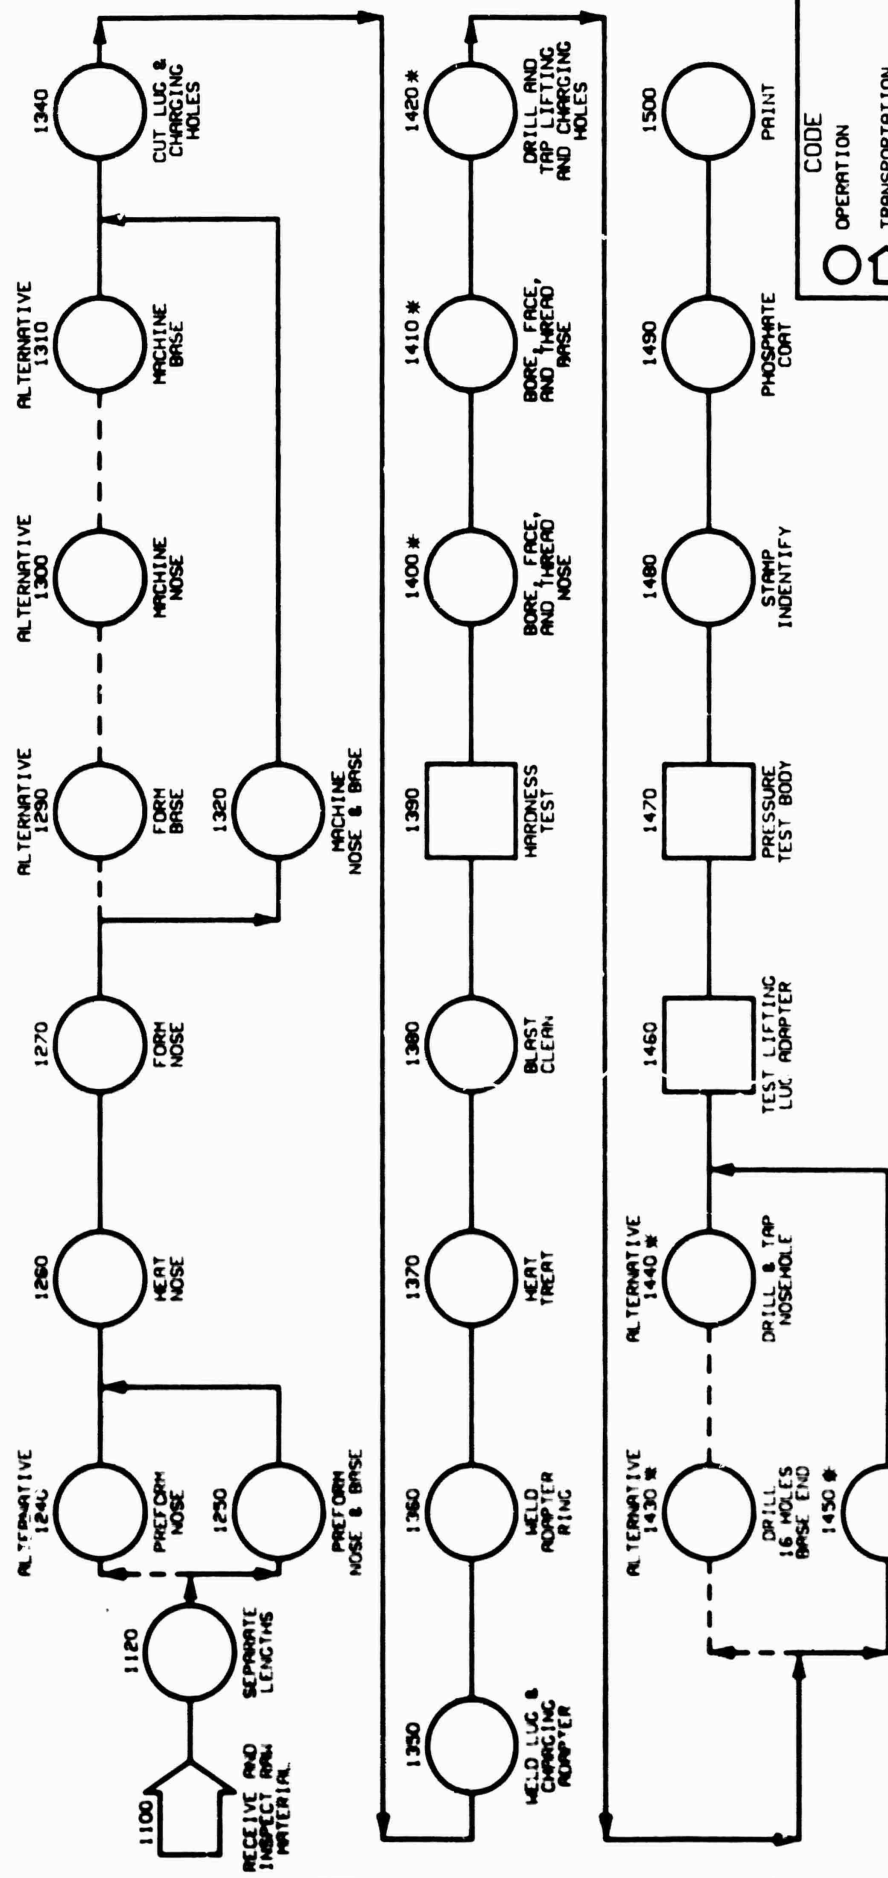 1100
RECEIVE AND
INSPECT RAW
MATERIAL
1120
SEPARATE
LENGTHS
ALTERNATIVE
1240
PREFORM
NOSE
1250
PREFORM
NOSE & BASE
1260
HEAT
NOSE
1270
FORM
NOSE
ALTERNATIVE
1290
FORM
BASE
1320
MACHINE
NOSE & BASE
ALTERNATIVE
1300
MACHINE
NOSE
ALTERNATIVE
1310
MACHINE
BASE
1340
CUT LUG &
CHARGING
HOLES
1350
WELD LUG &
CHARGING
ADAPTER
1360
WELD
ADAPTER
RING
1370
HEAT
TREAT
1380
BLAST
CLEAN
1390
HARDNESS
TEST
1400*
BORE, FACE,
AND THREAD
NOSE
1410*
BORE, FACE,
AND THREAD
BASE
1420*
DRILL AND
TAP LIFTING
AND CHARGING
HOLES
ALTERNATIVE
1430*
DRILL
16 HOLES
BASE END
1450*
ALTERNATIVE
1440*
DRILL & TAP
NOSEHOLE
1460
TEST LIFTING
LUG ADAPTER
1470
PRESSURE
TEST BODY
1480
STAMP
INDENTIFY
1490
PHOSPHATE
COAT
1500
PAINT
CODE
OPERATION
TRANSPORTATION